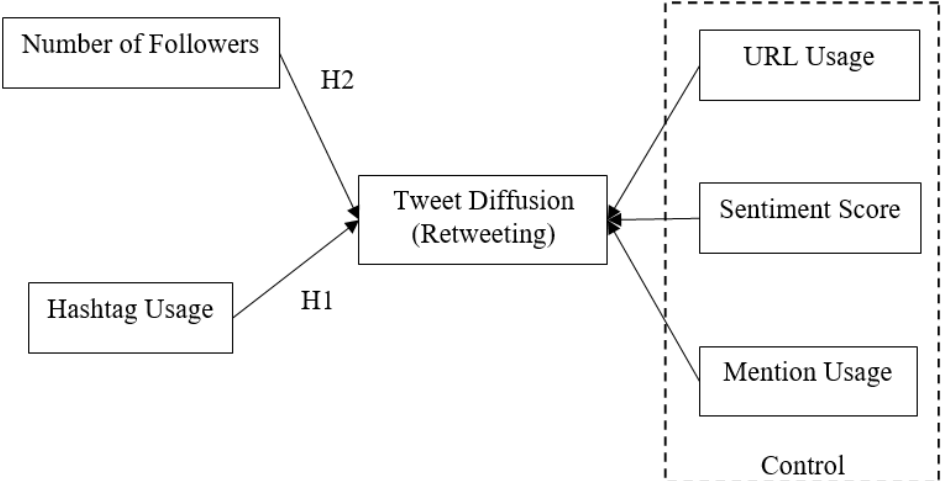 Number of Followers
H2
Hashtag Usage
H1
Tweet Diffusion
(Retweeting)
URL Usage
Sentiment Score
Mention Usage
Control